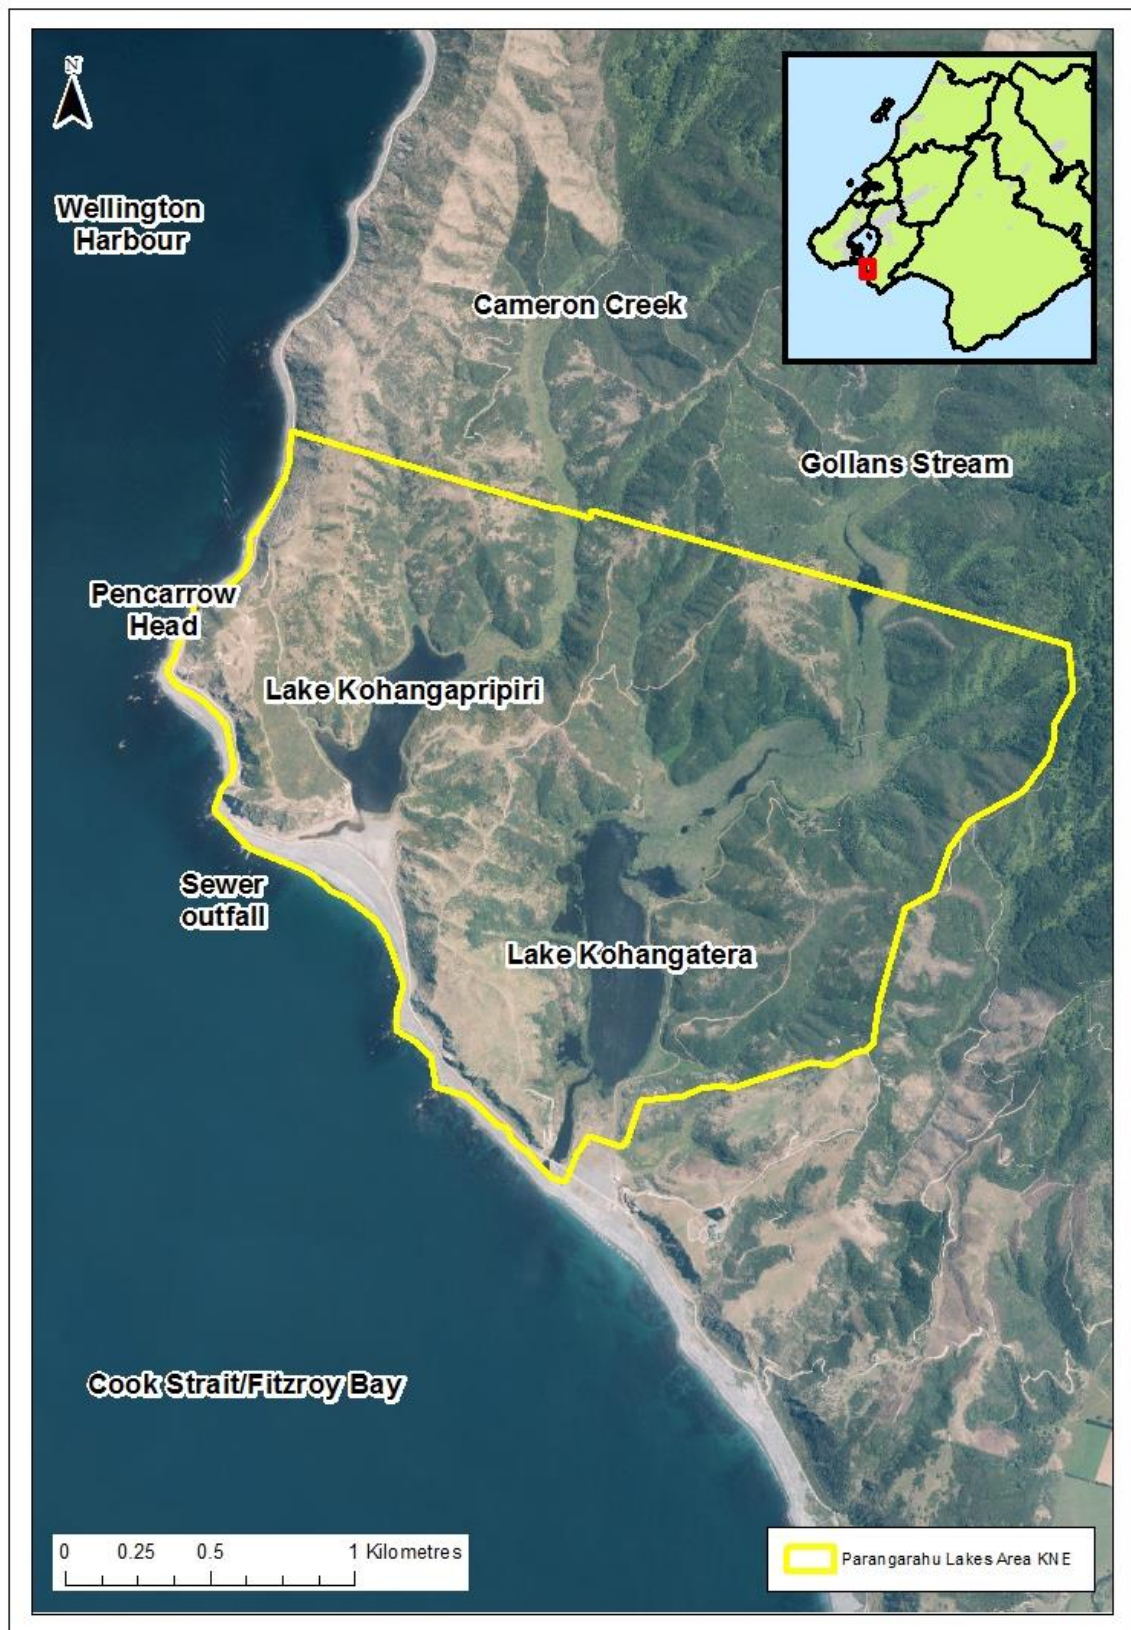 N
Wellington
Harbour
Cameron Creek
Gollans Stream
Pencarrow
Head
Lake Kohangapripiri
Sewer
outfall
Lake Kohangatera
Cook Strait/Fitzroy Bay
0 0.25 0.5 1 Kilometres
Parangarahu Lakes Area KNE